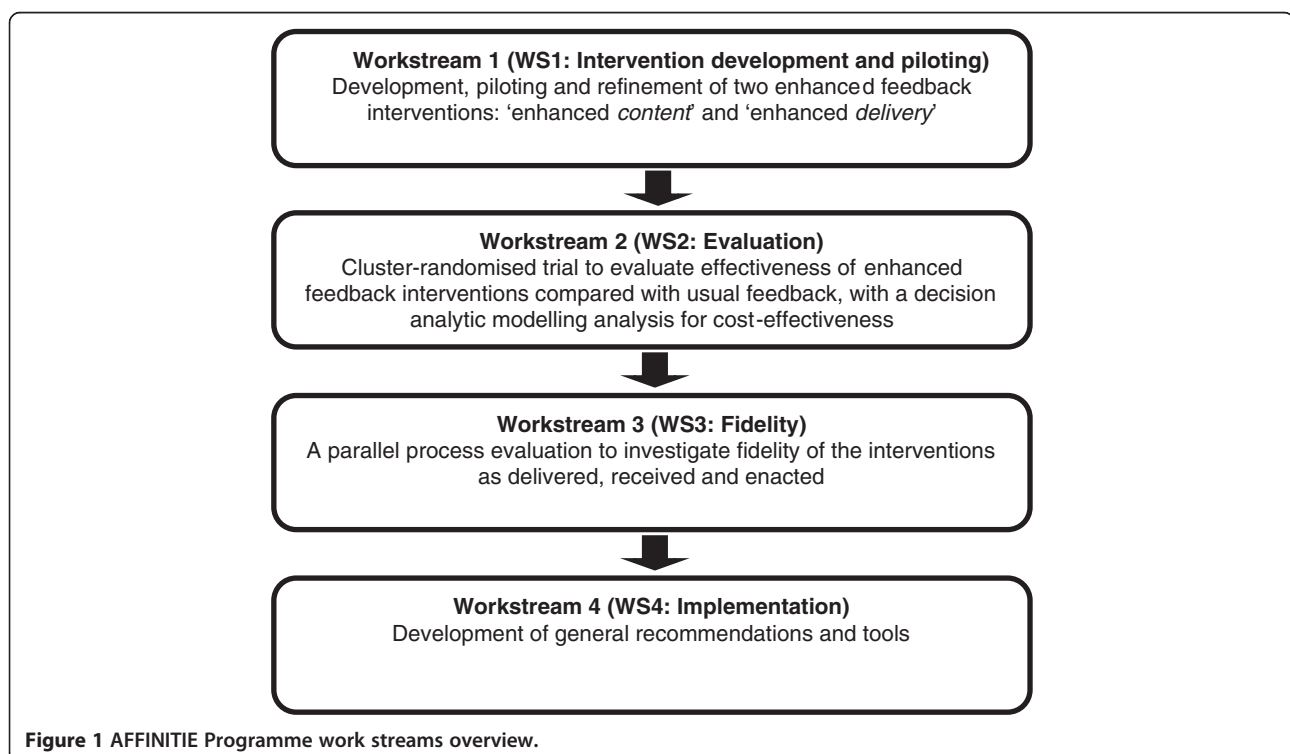 Workstream 1 (WS1: Intervention development and piloting)
Development, piloting and refinement of two enhanced feedback
interventions: ‘enhanced content’ and ‘enhanced delivery’
Workstream 2 (WS2: Evaluation)
Cluster-randomised trial to evaluate effectiveness of enhanced
feedback interventions compared with usual feedback, with a decision
analytic modelling analysis for cost-effectiveness
Workstream 3 (WS3: Fidelity)
A parallel process evaluation to investigate fidelity of the interventions
as delivered, received and enacted
Workstream 4 (WS4: Implementation)
Development of general recommendations and tools
Figure 1 AFFINITIE Programme work streams overview.